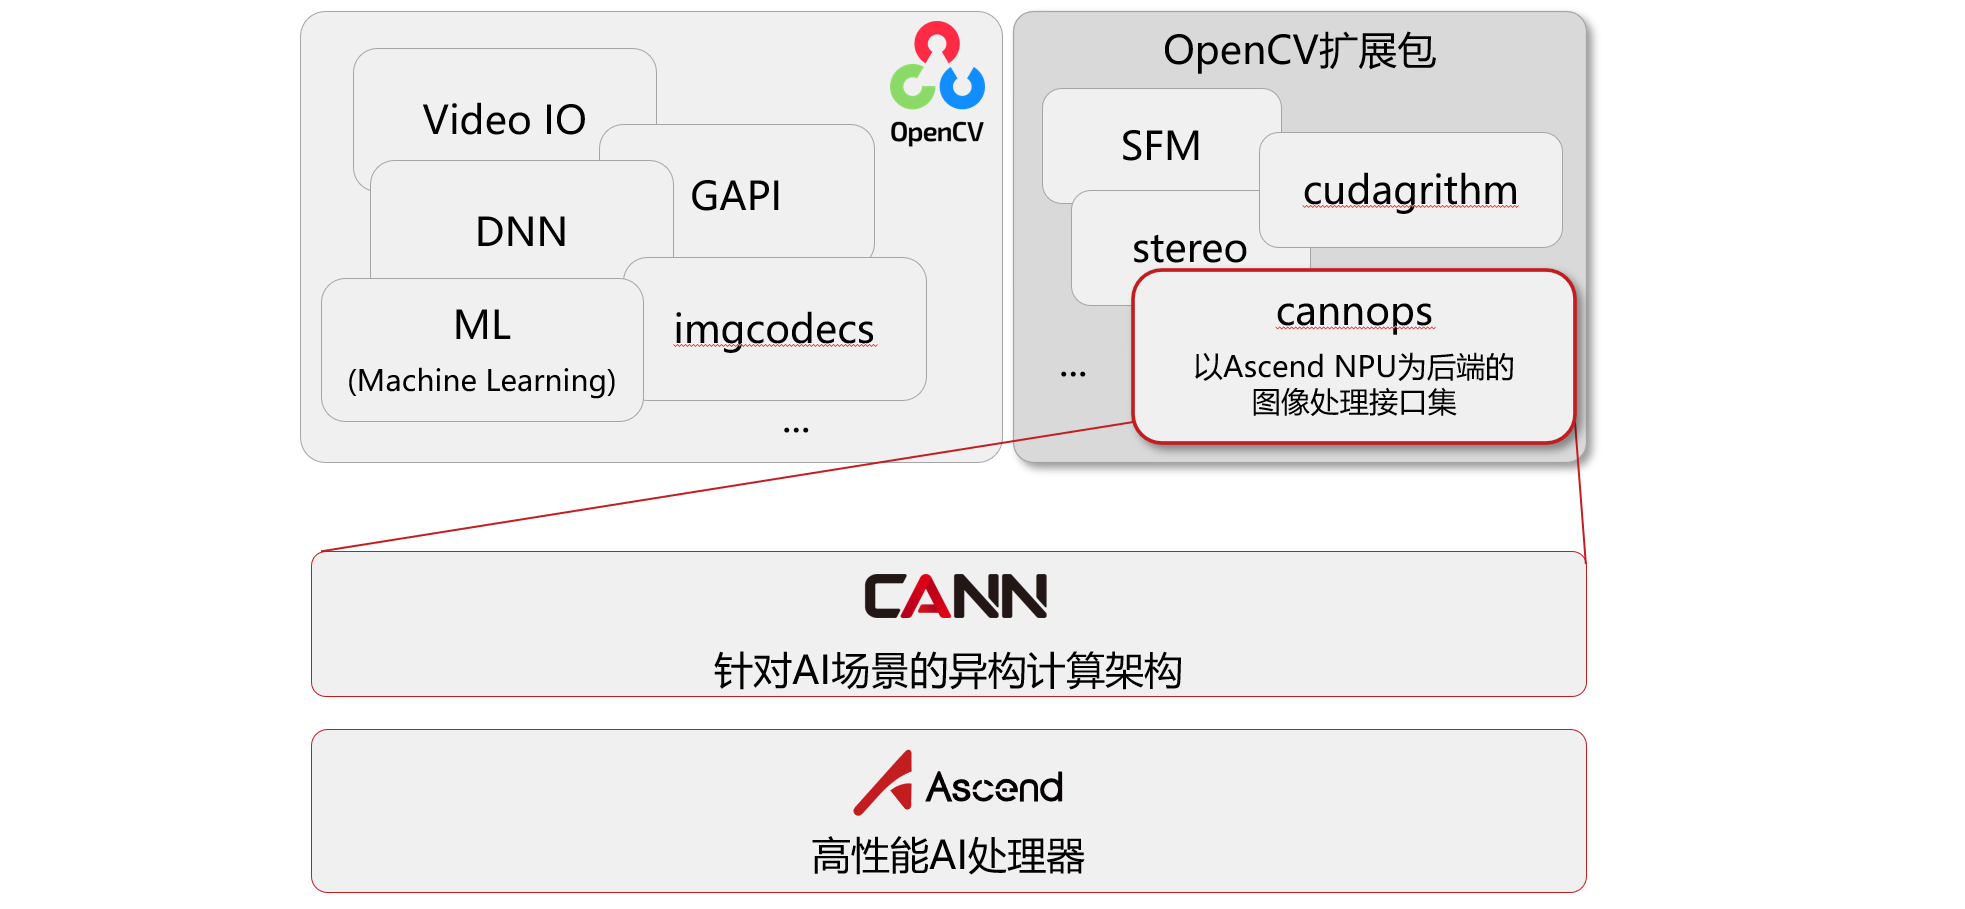 Video IO
GAPI
DNN
ML
(Machine Learning)
imgcodecs
...
OpenCV
OpenCV扩展包
SFM
cudagrithm
stereo
...
cannops
以Ascend NPU为后端的
图像处理接口集
CANN
针对AI场景的异构计算架构
Ascend
高性能AI处理器